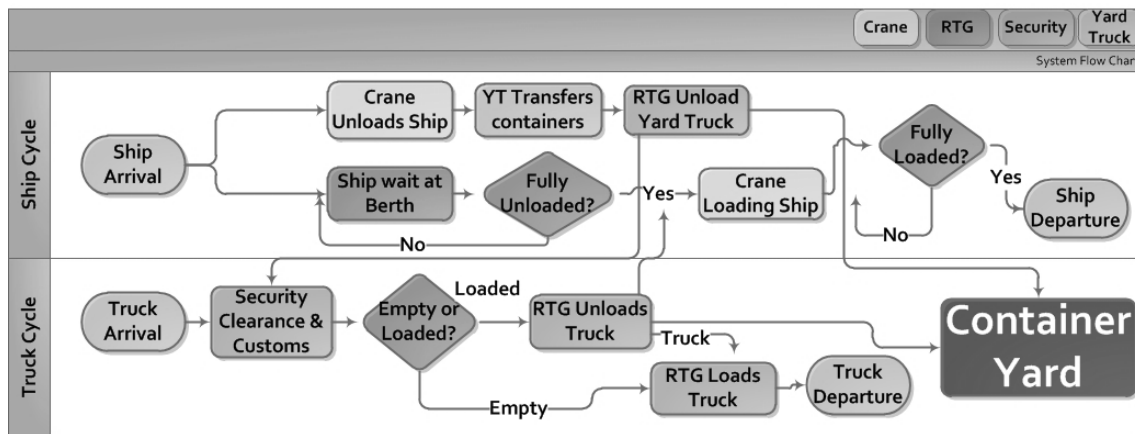 Crane
RTG
Security
Yard
Truck
System Flow Char
Ship Cycle
Ship
Arrival
Crane
Unloads Ship
YT Transfers
containers
RTG Unload
Yard Truck
Ship wait at
Berth
Fully
Unloaded?
No
Yes
Crane
Loading Ship
Fully
Loaded?
No
Yes
Ship
Departure
Truck Cycle
Truck
Arrival
Security
Clearance &
Customs
Empty or
Loaded?
Loaded
Empty
RTG Unloads
Truck
Truck
RTG Loads
Truck
Truck
Departure
Container
Yard